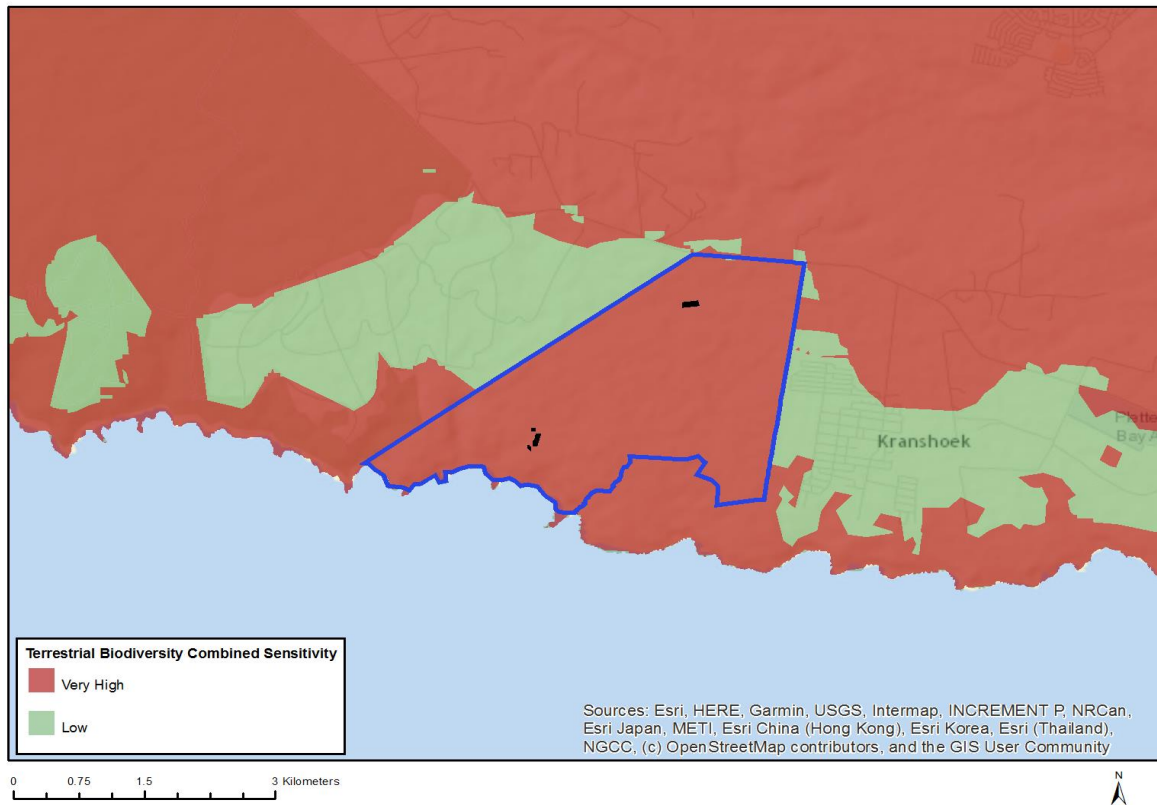 Kranshoek
Plette
Bay A
Terrestrial Biodiversity Combined Sensitivity
Very High
Low
Sources: Esri, HERE, Garmin, USGS, Intermap, INCREMENT P, NRCan,
Esri Japan, METI, Esri China (Hong Kong), Esri Korea, Esri (Thailand),
NGCC, (c) OpenStreetMap contributors, and the GIS User Community
0 0.75 1.5 3 Kilometers
N